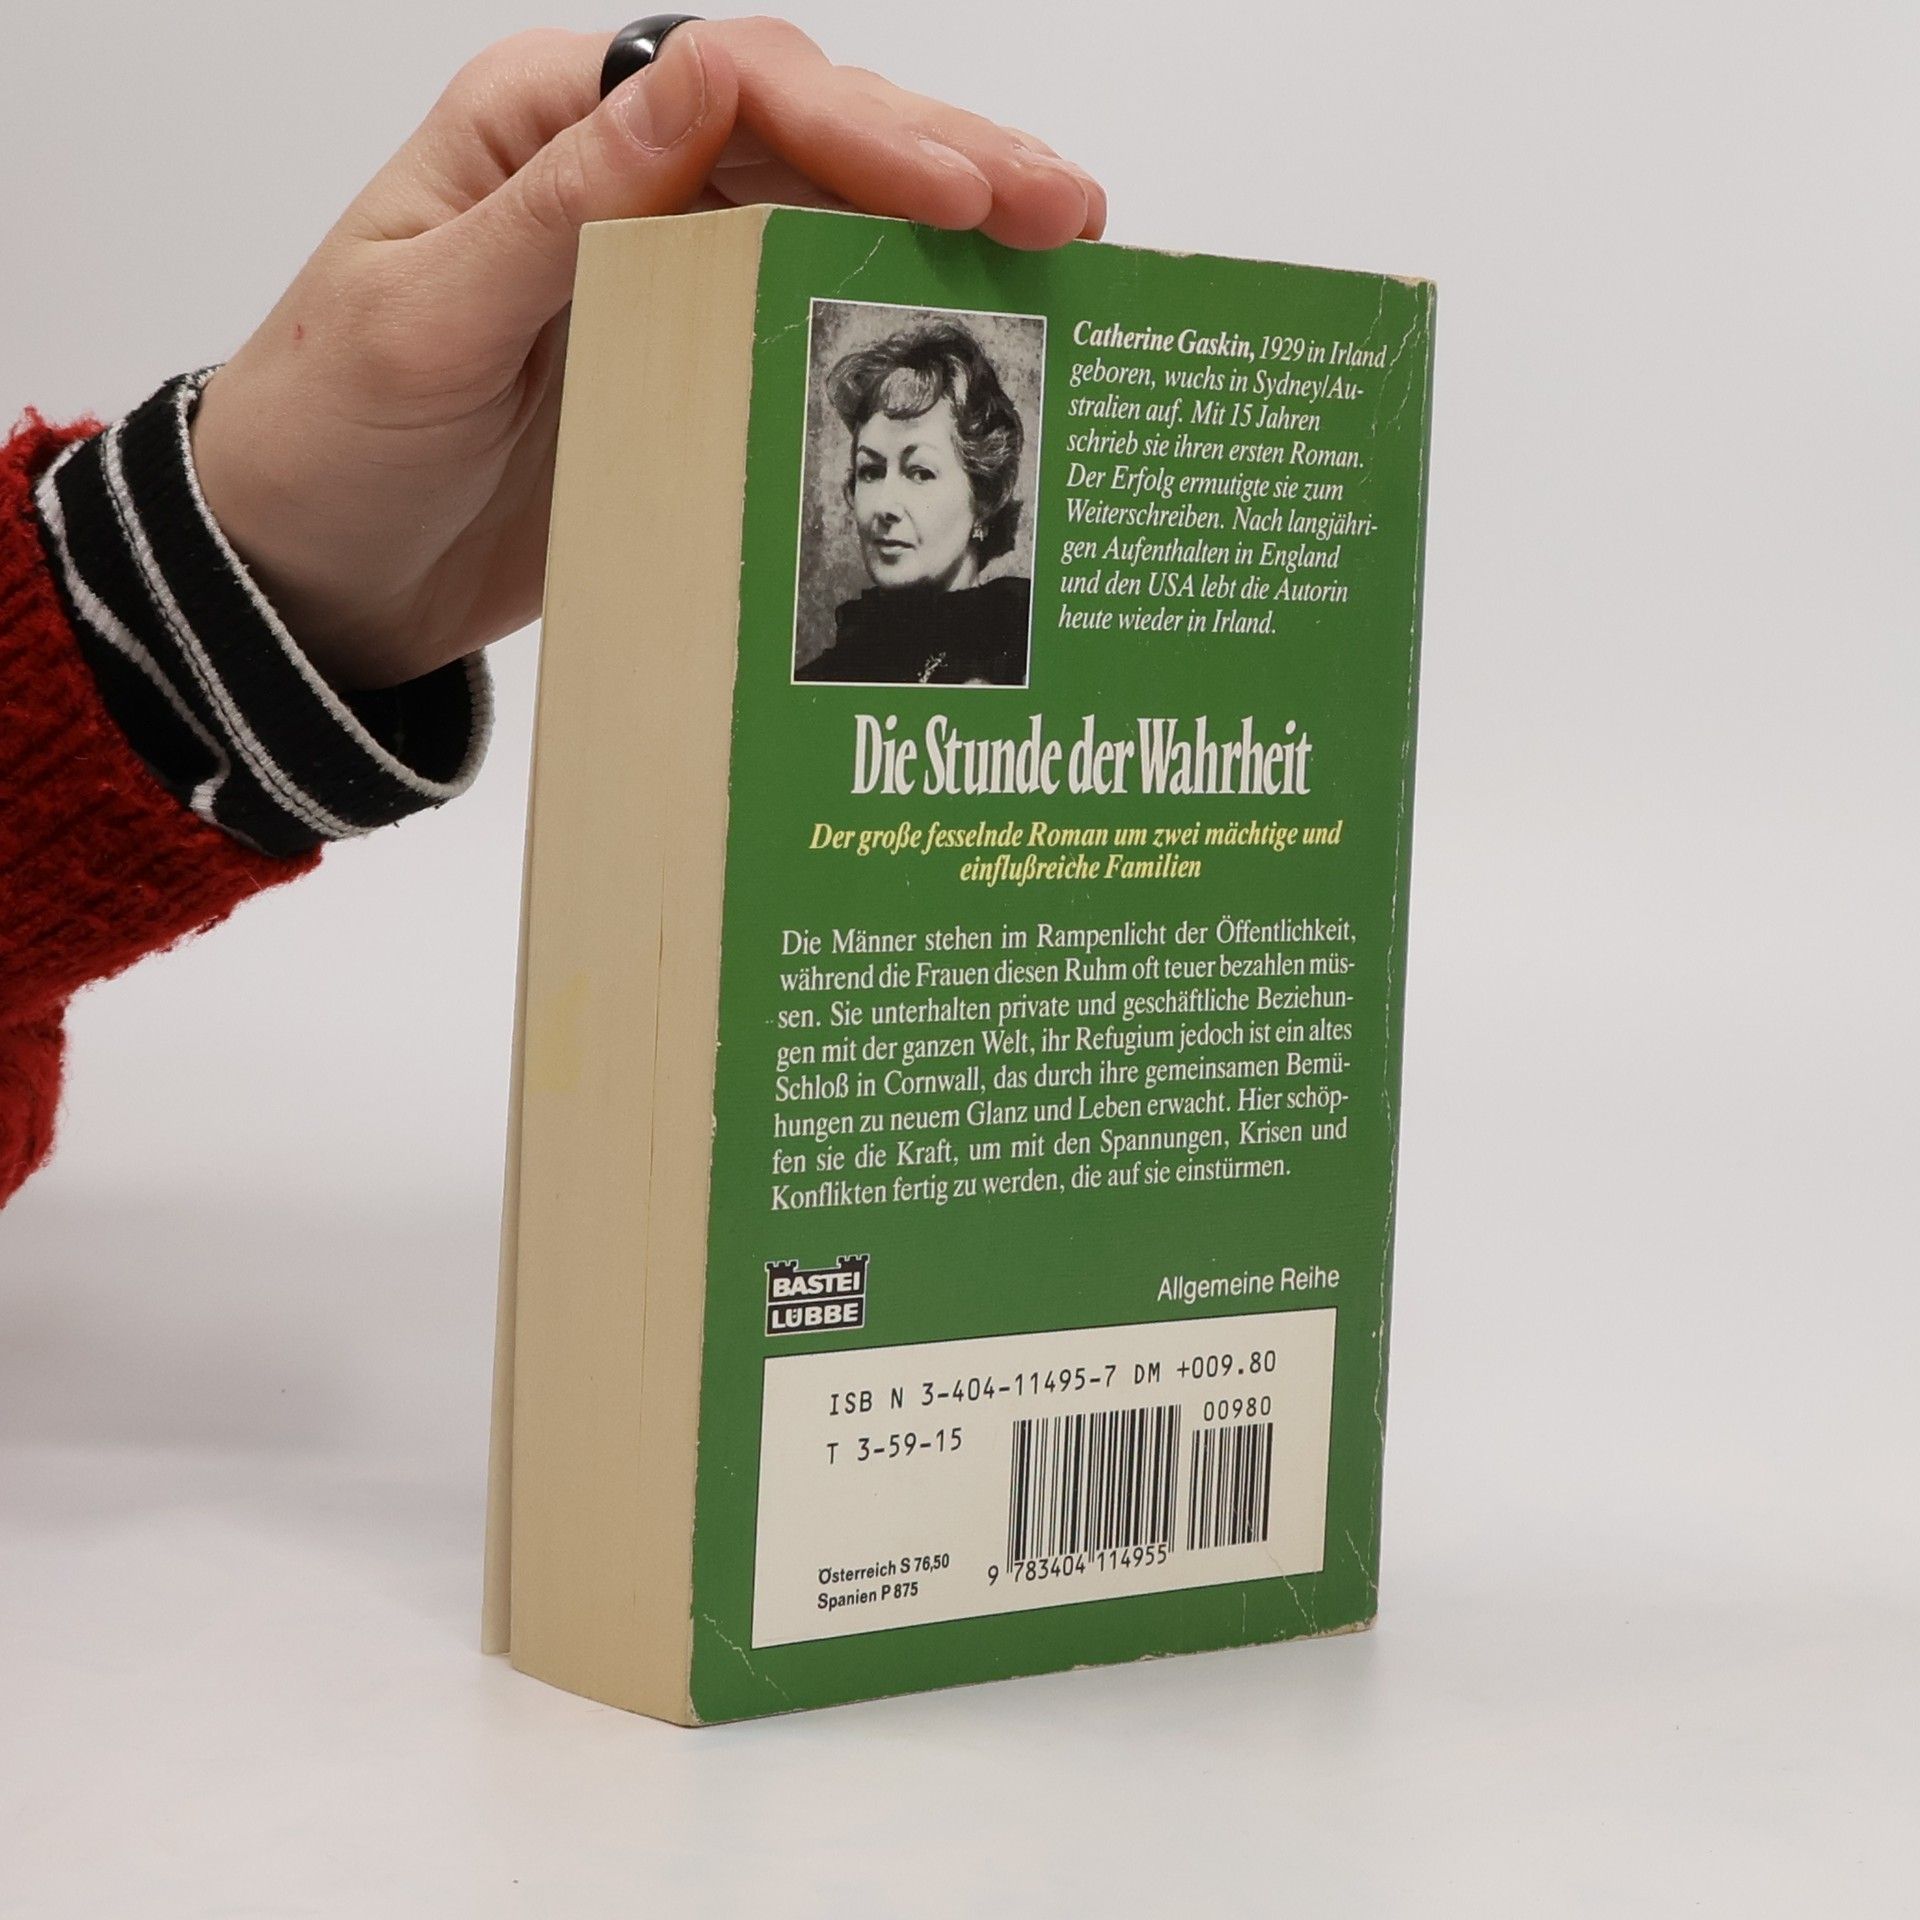 Catherine Gaskin, 1929 in Irland
geboren, wuchs in Sydney/Au-
stralien auf. Mit 15 Jahren
schrieb sie ihren ersten Roman.
Der Erfolg ermutigte sie zum
Weiterschreiben. Nach langjähri-
gen Aufenthalten in England
und den USA lebt die Autorin
heute wieder in Irland.
Die Stunde der Wahrheit
Der große fesselnde Roman um zwei mächtige und
einflußreiche Familien
Die Männer stehen im Rampenlicht der Öffentlichkeit,
während die Frauen diesen Ruhm oft teuer bezahlen müs-
sen. Sie unterhalten private und geschäftliche Beziehun-
gen mit der ganzen Welt, ihr Refugium jedoch ist ein altes
Schloß in Cornwall, das durch ihre gemeinsamen Bemü-
hungen zu neuem Glanz und Leben erwacht. Hier schöp-
fen sie die Kraft, um mit den Spannungen, Krisen und
Konflikten fertig zu werden, die auf sie einstürmen.
BASTEI
LÜBBE
Allgemeine Reihe
ISB N 3-404-11495-7 DM +009.80
T 3-59-15
00980
Österreich S 76,50
Spanien P 875
9 783404 114955